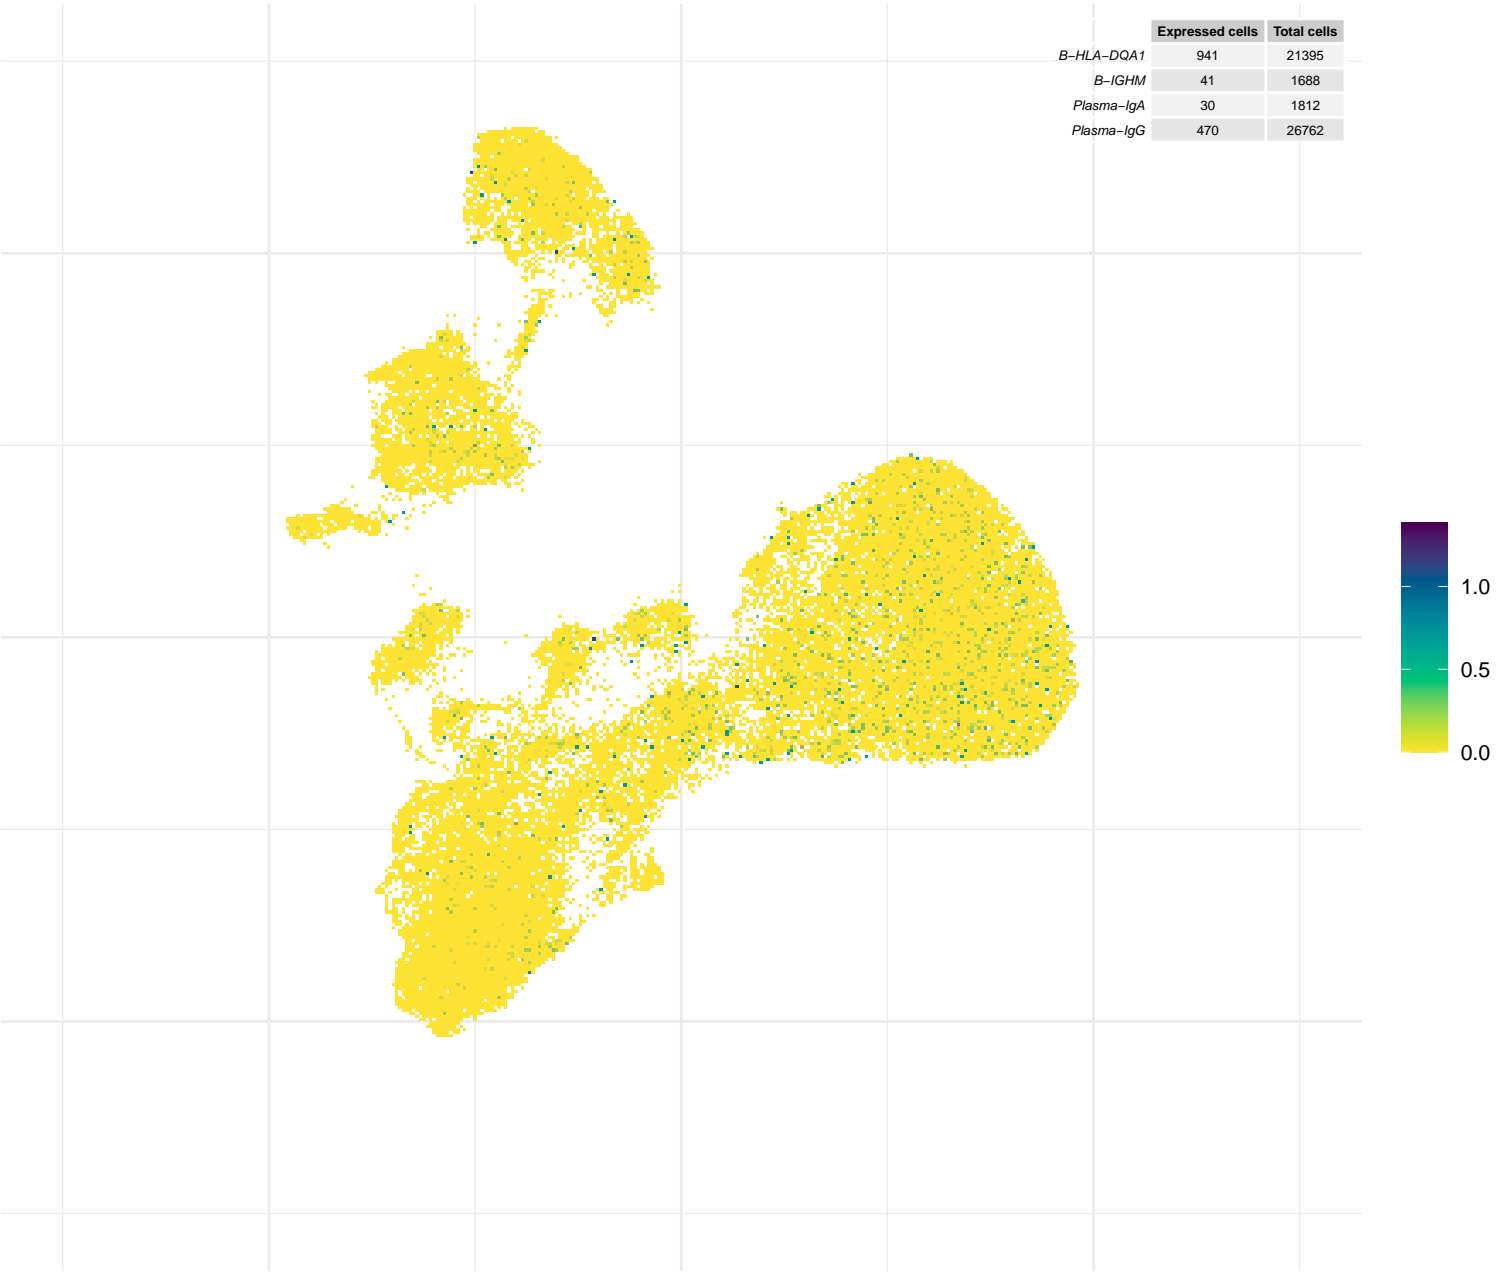 Expressed cells Total cells
B−HLA−DQA1 941 21395
B−IGHM 41 1688
Plasma−IgA 30 1812
Plasma−IgG 470 26762
1.0
0.5
0.0